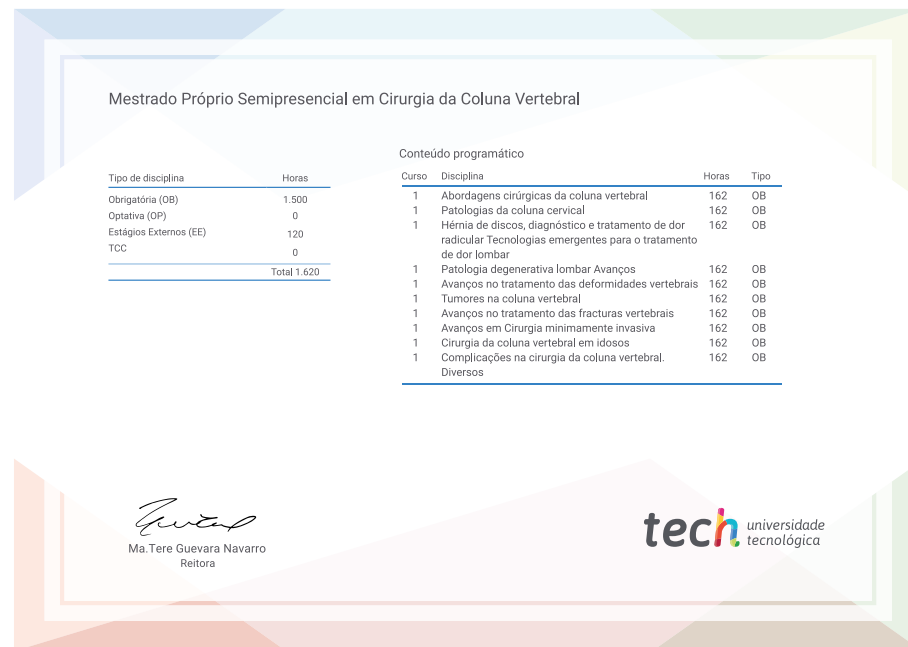 Mestrado Próprio Semipresencial em Cirurgia da Coluna Vertebral
Tipo de disciplina Horas
Obrigatória (OB) 1.500
Optativa (OP) 0
Estágios Externos (EE) 120
TCC 0
Total 1.620
Conteúdo programático
Curso Disciplina Horas Tipo
1 Abordagens cirúrgicas da coluna vertebral 162 OB
1 Patologias da coluna cervical 162 OB
1 Hérnia de discos, diagnóstico e tratamento de dor 162 OB
radicular Tecnologias emergentes para o tratamento
de dor lombar
1 Patologia degenerativa lombar Avanços 162 OB
1 Avanços no tratamento das deformidades vertebrais 162 OB
1 Tumores na coluna vertebral 162 OB
1 Avanços no tratamento das fracturas vertebrais 162 OB
1 Avanços em Cirurgia minimamente invasiva 162 OB
1 Cirurgia da coluna vertebral em idosos 162 OB
1 Complicações na cirurgia da coluna vertebral. 162 OB
Diversos
Ma.Tere Guevara Navarro
Reitora
tech universidade
tecnológica